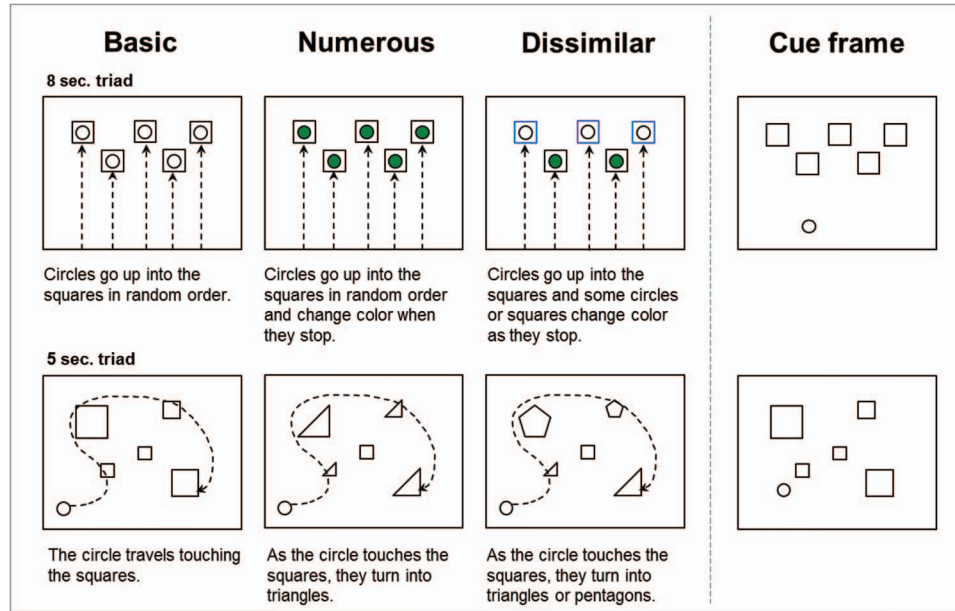 Basic
Numerous
Dissimilar
Cue frame
8 sec. triad
Circles go up into the
squares in random order.
Circles go up into the
squares in random order
and change color when
they stop.
Circles go up into the
squares and some circles
or squares change color
as they stop.
5 sec. triad
The circle travels touching
the squares.
As the circle touches the
squares, they turn into
triangles.
As the circle touches the
squares, they turn into
triangles or pentagons.